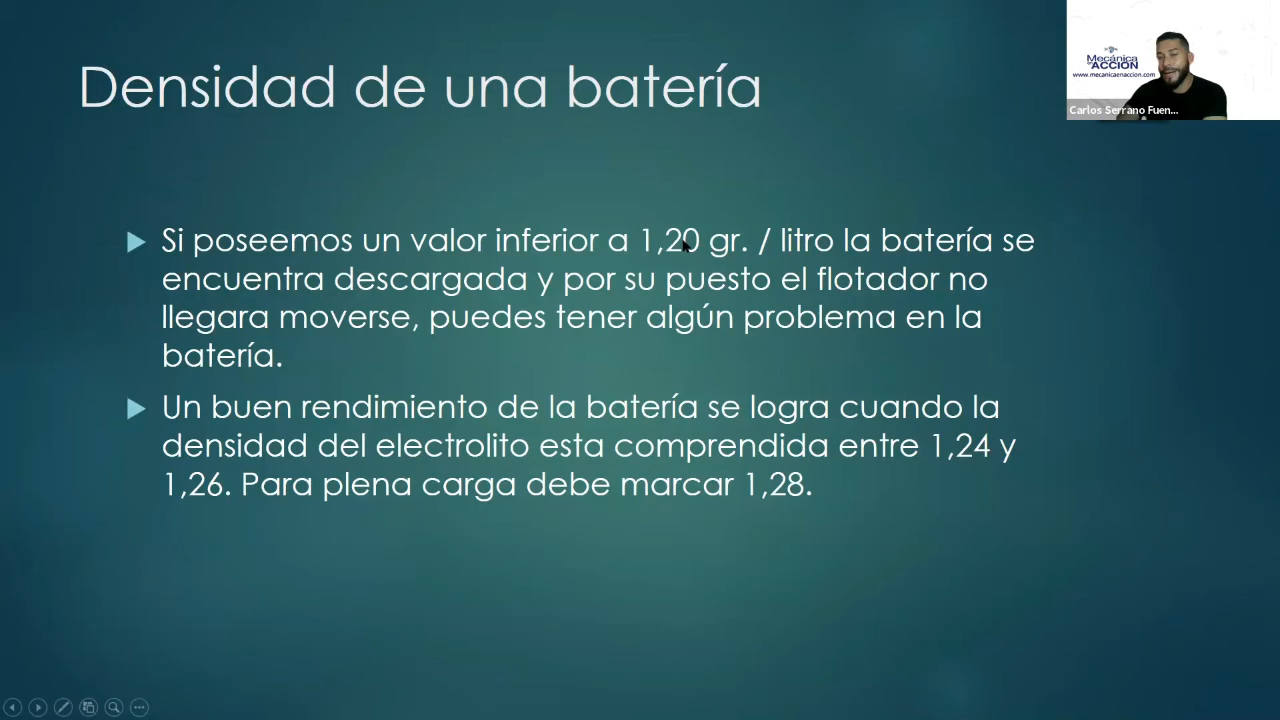 Densidad de una batería
Mecánica
ACCIÓN
www.mecanicaenaccion.com
Carlos Serrano Fuen...
Si poseemos un valor inferior a 1,20 gr. / litro la batería se
encuentra descargada y por su puesto el flotador no
llegara moverse, puedes tener algún problema en la
batería.
Un buen rendimiento de la batería se logra cuando la
densidad del electrolito esta comprendida entre 1,24 y
1,26. Para plena carga debe marcar 1,28.